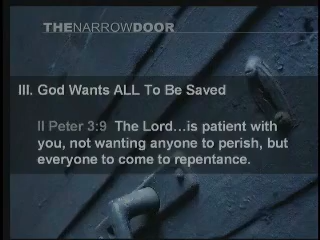 THENARROWDOOR
III. God Wants ALL To Be Saved
II Peter 3:9 The Lord…is patient with
you, not wanting anyone to perish, but
everyone to come to repentance.